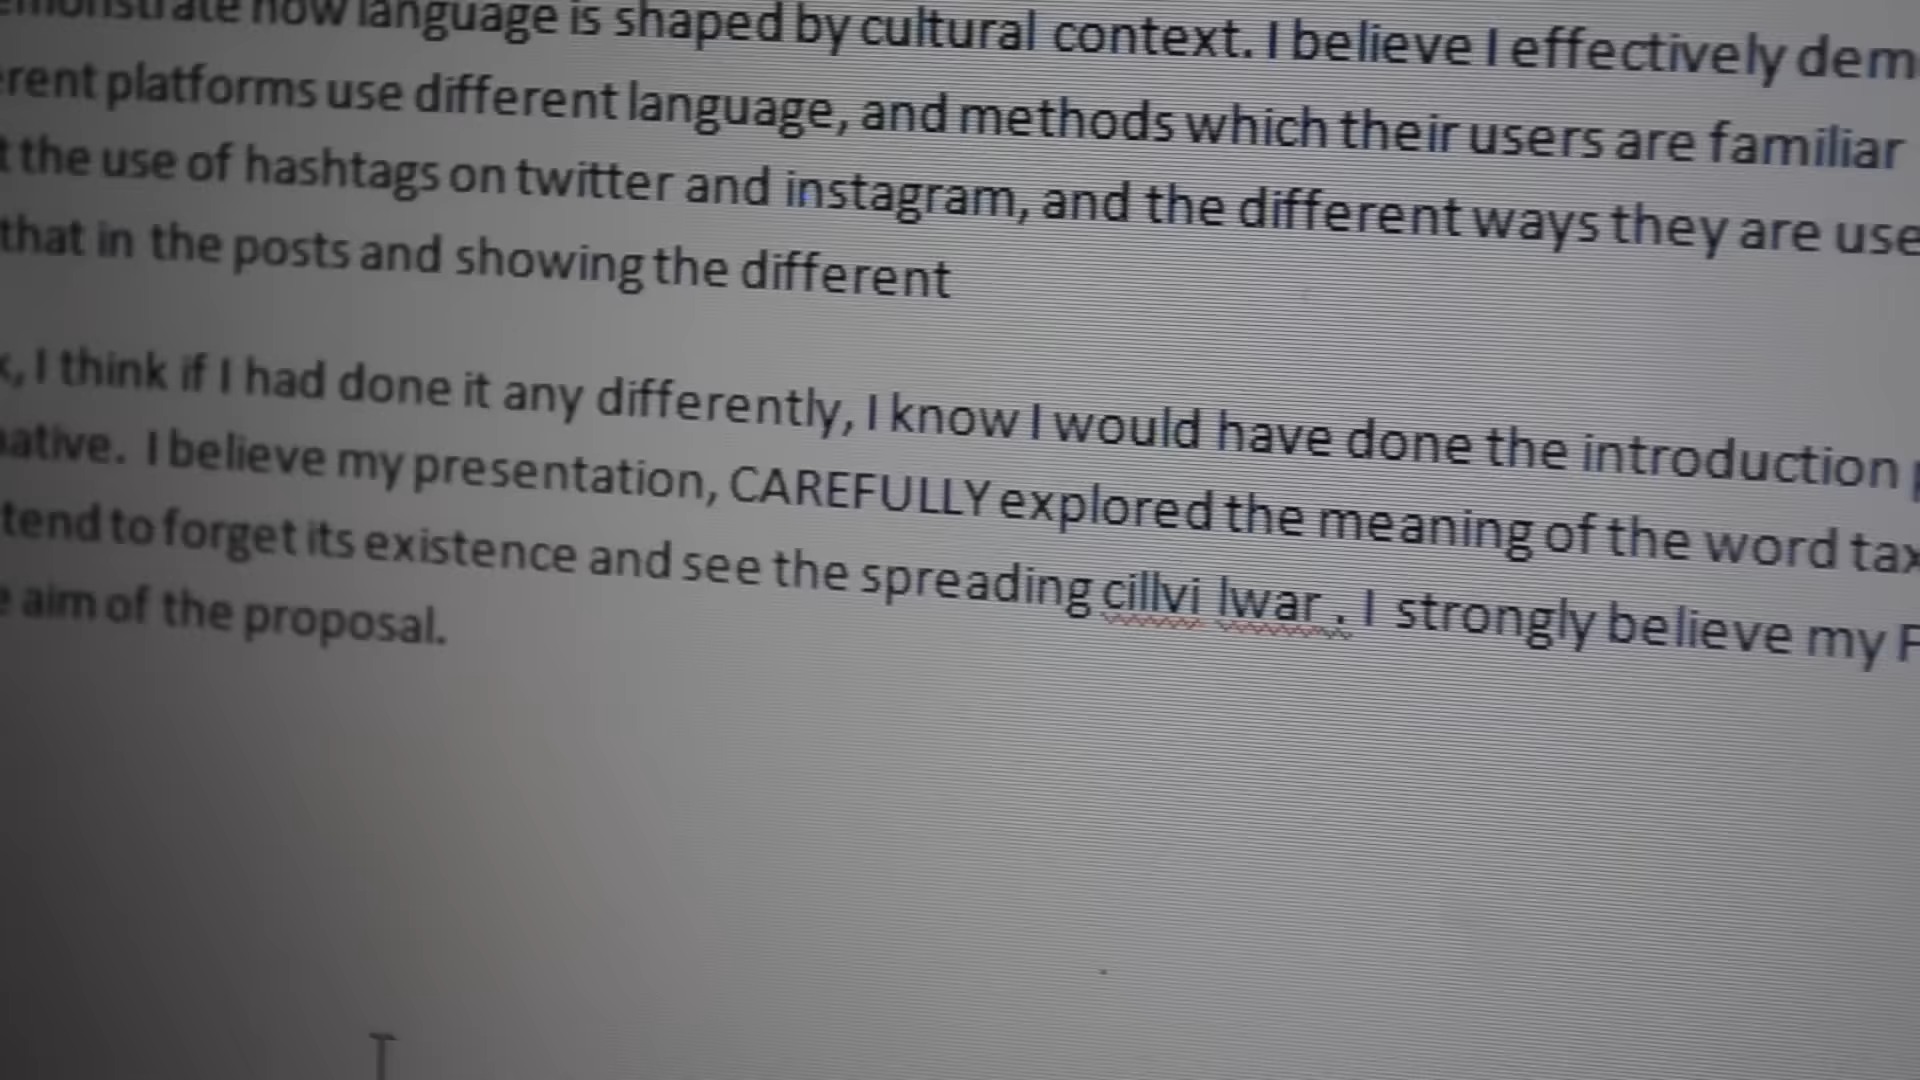 how language is shaped by cultural context. I believe I effectively dem
platforms use different language, and methods which their users are familiar
the use of hashtags on twitter and instagram, and the different ways they are use
that in the posts and showing the different
, I think if I had done it any differently, I know I would have done the introduction
ative. I believe my presentation, CAREFULLY explored the meaning of the word tax
tend to forget its existence and see the spreading cillvi lwar . I strongly believe my
aim of the proposal.